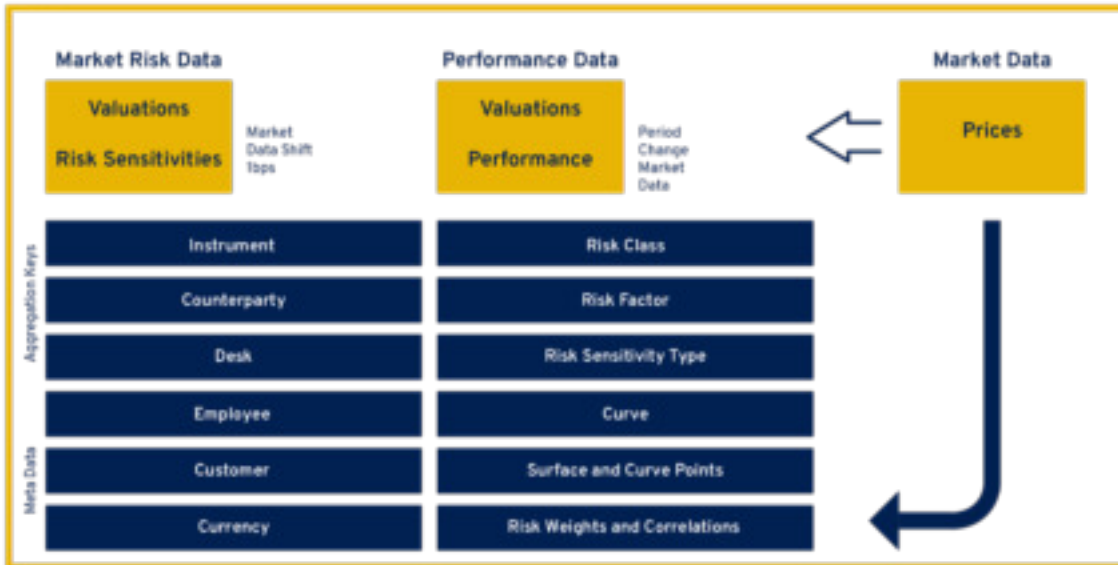 Market Risk Data
Valuations
Risk Sensitivities
Market
Data Shift
1bps
Performance Data
Valuations
Performance
Period
Change
Market
Data
Market Data
Prices
Aggregation Keys
Meta Data
Instrument
Counterparty
Desk
Employee
Customer
Currency
Risk Class
Risk Factor
Risk Sensitivity Type
Curve
Surface and Curve Points
Risk Weights and Correlations